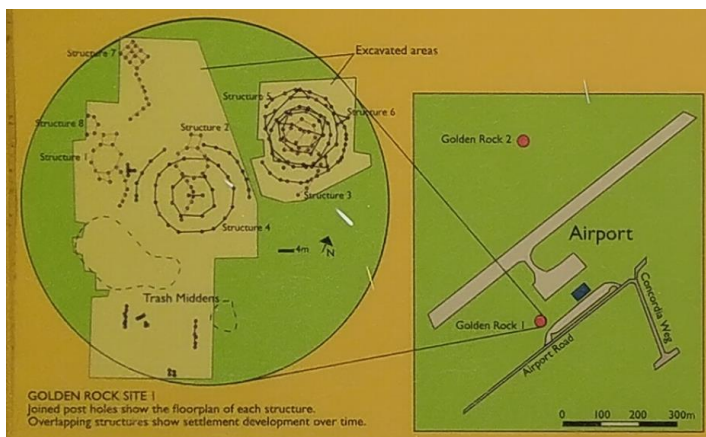 Structure 7
Excavated areas
Structure 5
Structure 6
Structure 8
Structure 2
Structure 1
Structure 3
Structure 4
4m
N
Trash Middens
GOLDEN ROCK SITE 1
Joined post holes show the floorplan of each structure.
Overlapping structures show settlement development over time.
Golden Rock 2
Airport
Golden Rock 1
Airport Road
Concordia Weg
0 100 200 300m